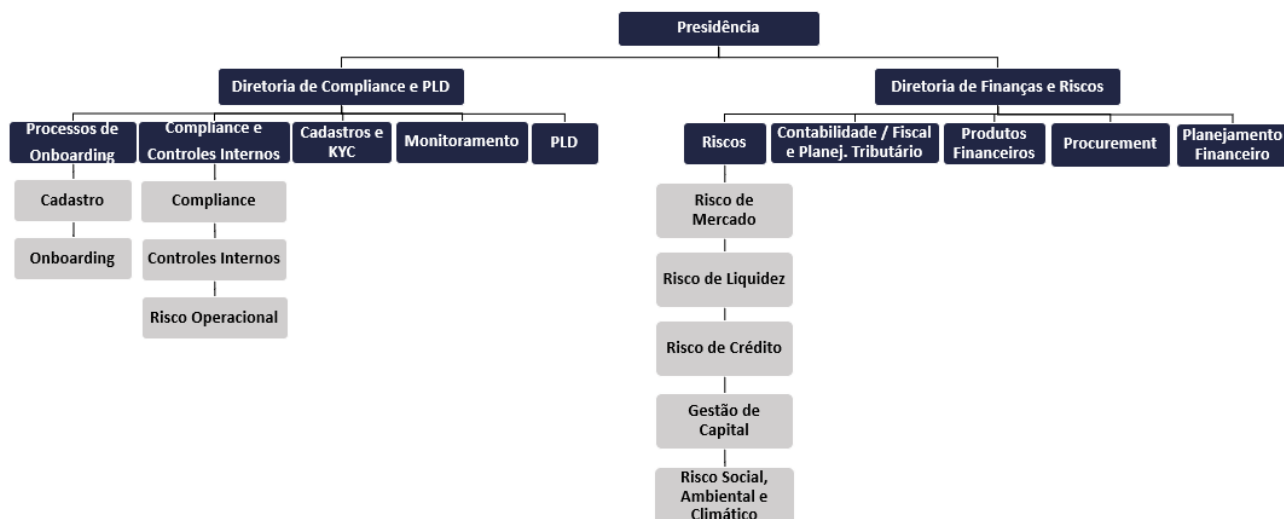 Presidência
Diretoria de Compliance e PLD
Diretoria de Finanças e Riscos
Processos de
Onboarding
Compliance e
Controles Internos
Cadastros e
KYC
Monitoramento
PLD
Riscos
Contabilidade / Fiscal
e Planej. Tributário
Produtos
Financeiros
Procurement
Planejamento
Financeiro
Cadastro
Onboarding
Compliance
Controles Internos
Risco Operacional
Risco de
Mercado
Risco de Liquidez
Risco de Crédito
Gestão de
Capital
Risco Social,
Ambiental e
Climático